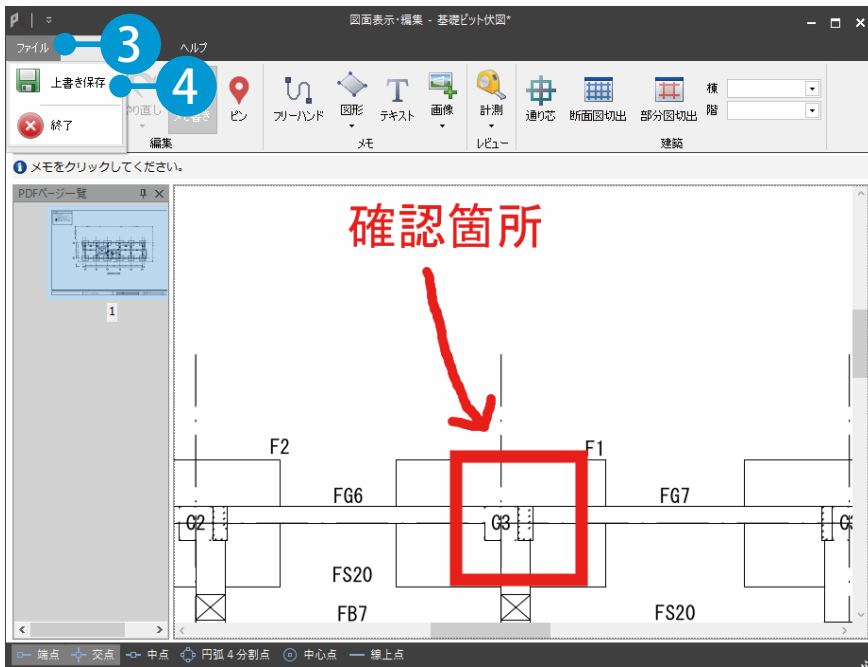 図面表示・編集 - 基礎ピット伏図*
ファイル 3 ヘルプ
上書き保存 4
やり直し メモ書き ピン フリーハンド 図形 テキスト 画像 計測 通り芯 断面図切出 部分図切出 棟
階
終了
編集 メモ レビュー 建築
メモをクリックしてください。
PDFページ一覧
1
確認箇所
F2 F1
FG6 FG7
C2 C3
FS20
FB7 FS20
端点 交点 中点 円弧4分割点 中心点 線上点